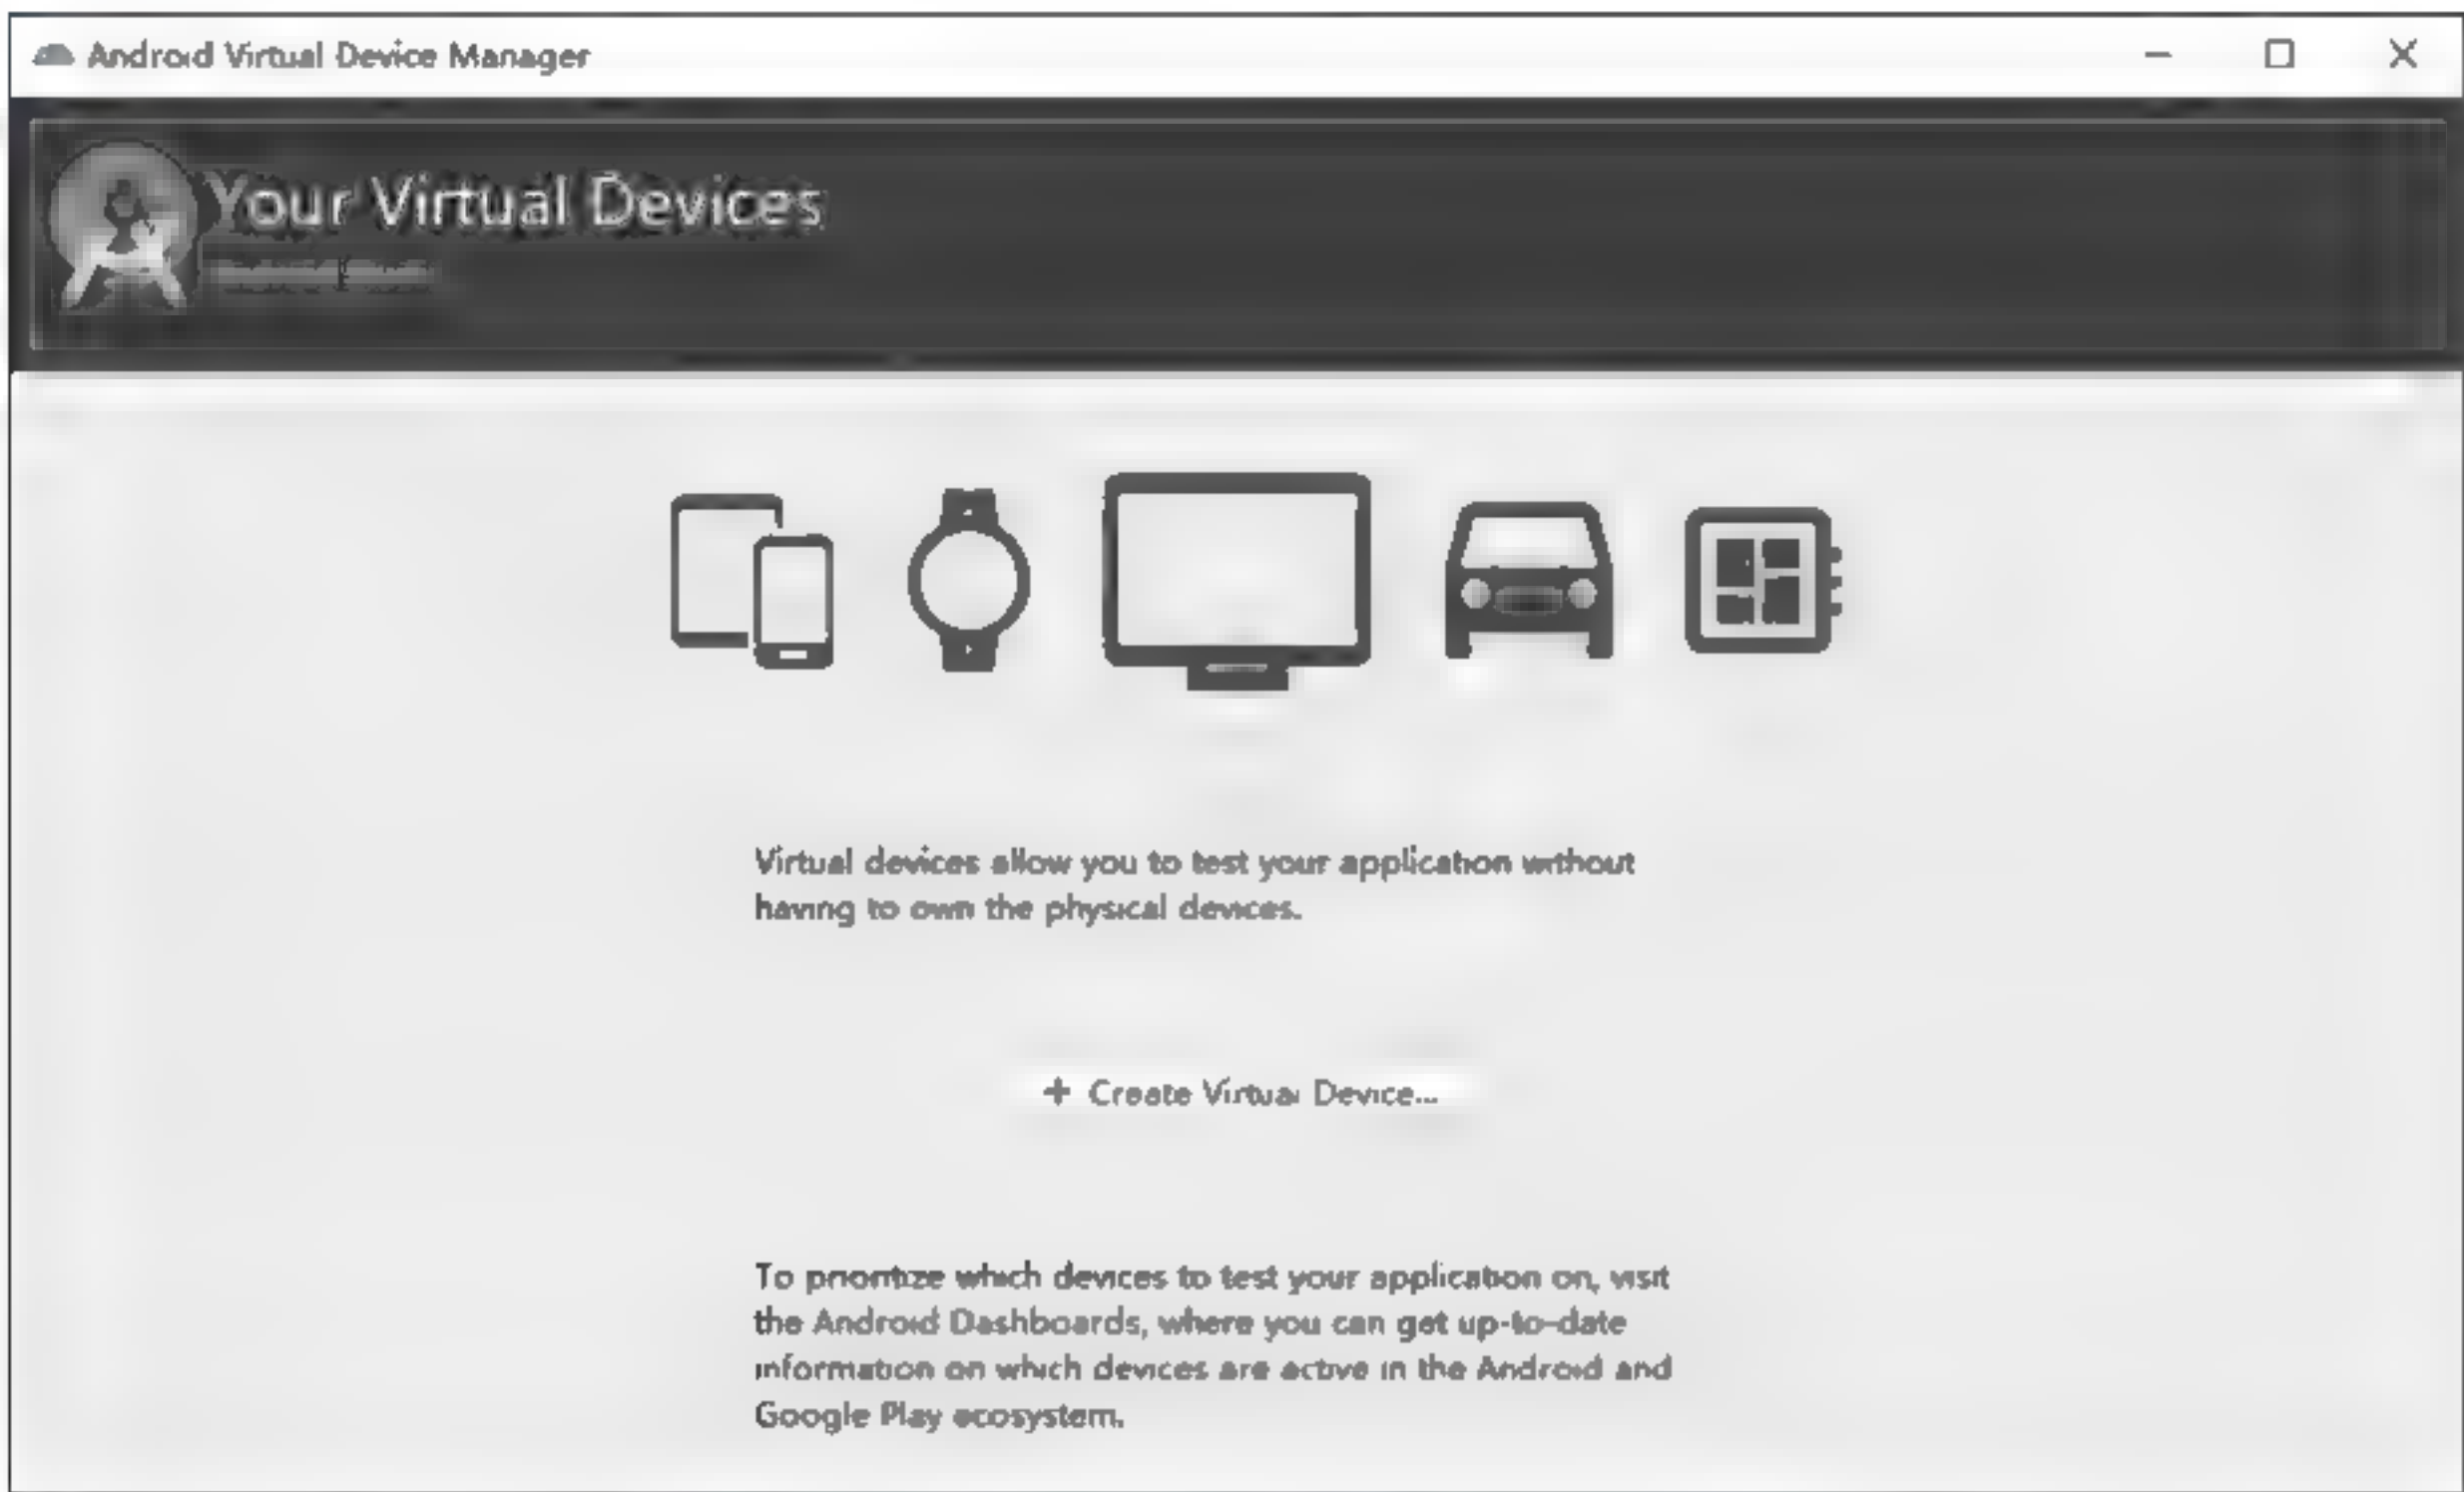 Android Virtual Device Manager
Your Virtual Devices
Virtual devices allow you to test your application without
having to own the physical devices.
+ Create Virtual Device...
To prioritize which devices to test your application on, visit
the Android Dashboards, where you can get up-to-date
information on which devices are active in the Android and
Google Play ecosystem.